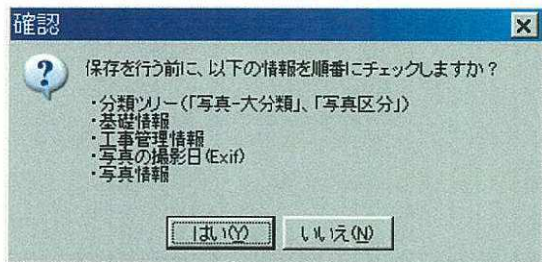 確認
保存を行う前に、以下の情報を順番にチェックしますか？
・分類ツリー(「写真-大分類」、「写真区分」)
・基礎情報
・工事管理情報
・写真の撮影日(Exif)
・写真情報
はい(Y)
いいえ(N)